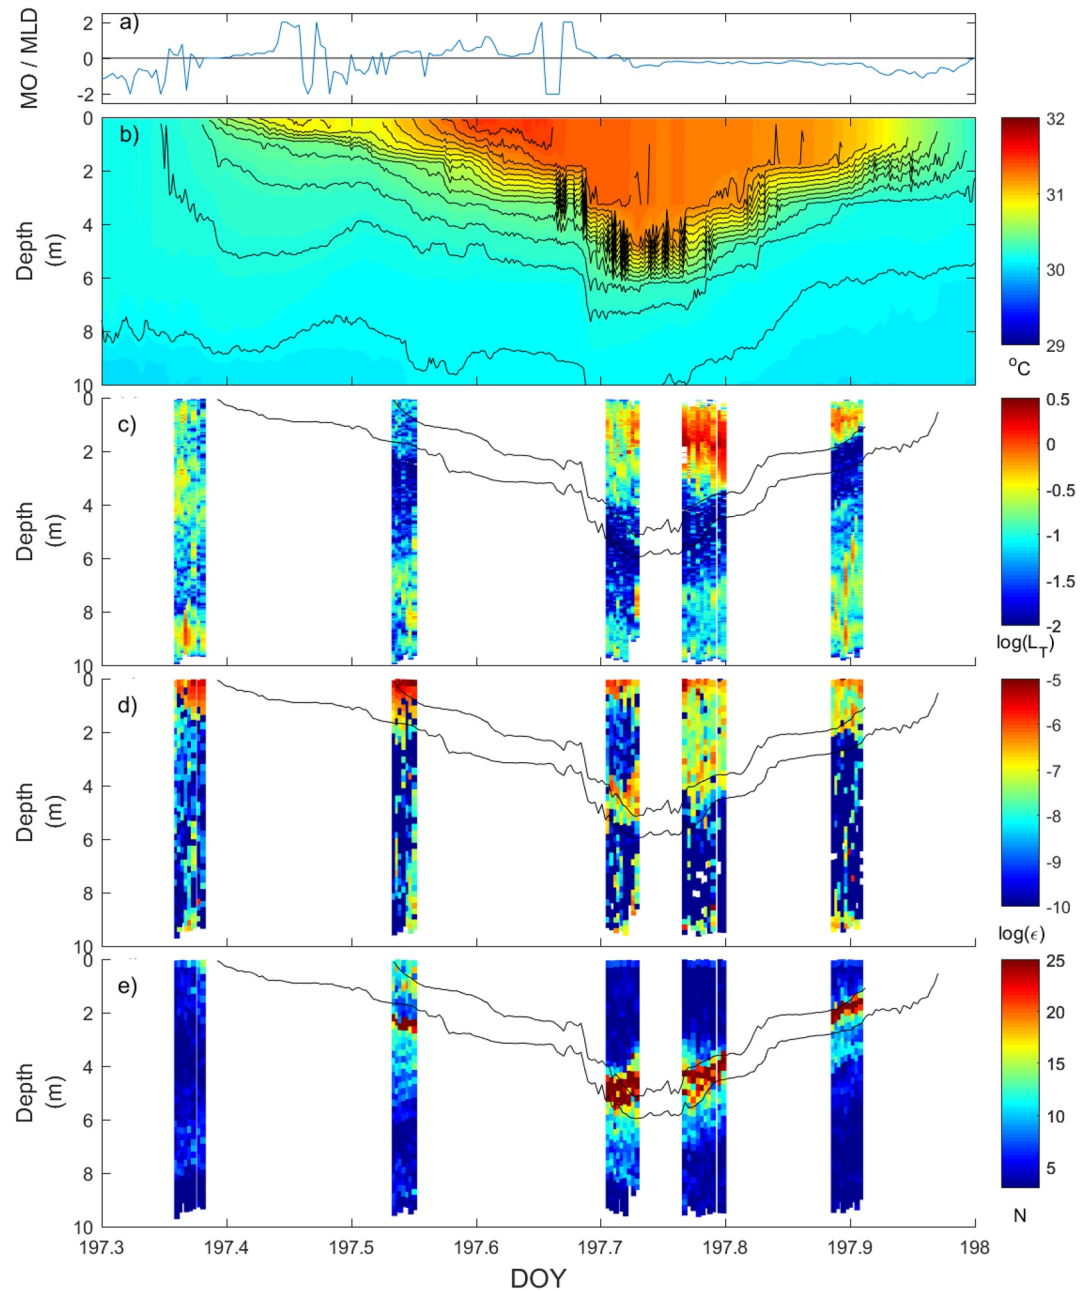 a)
MO / MLD
2
0
-2
b)
Depth
(m)
0
2
4
6
8
10
32
31
30
29
°C
c)
Depth
(m)
0
2
4
6
8
10
0.5
0
-0.5
-1
-1.5
-2
log(L_T)
d)
Depth
(m)
0
2
4
6
8
10
-5
-6
-7
-8
-9
-10
log(ϵ)
e)
Depth
(m)
0
2
4
6
8
10
25
20
15
10
5
N
197.3 197.4 197.5 197.6 197.7 197.8 197.9 198
DOY